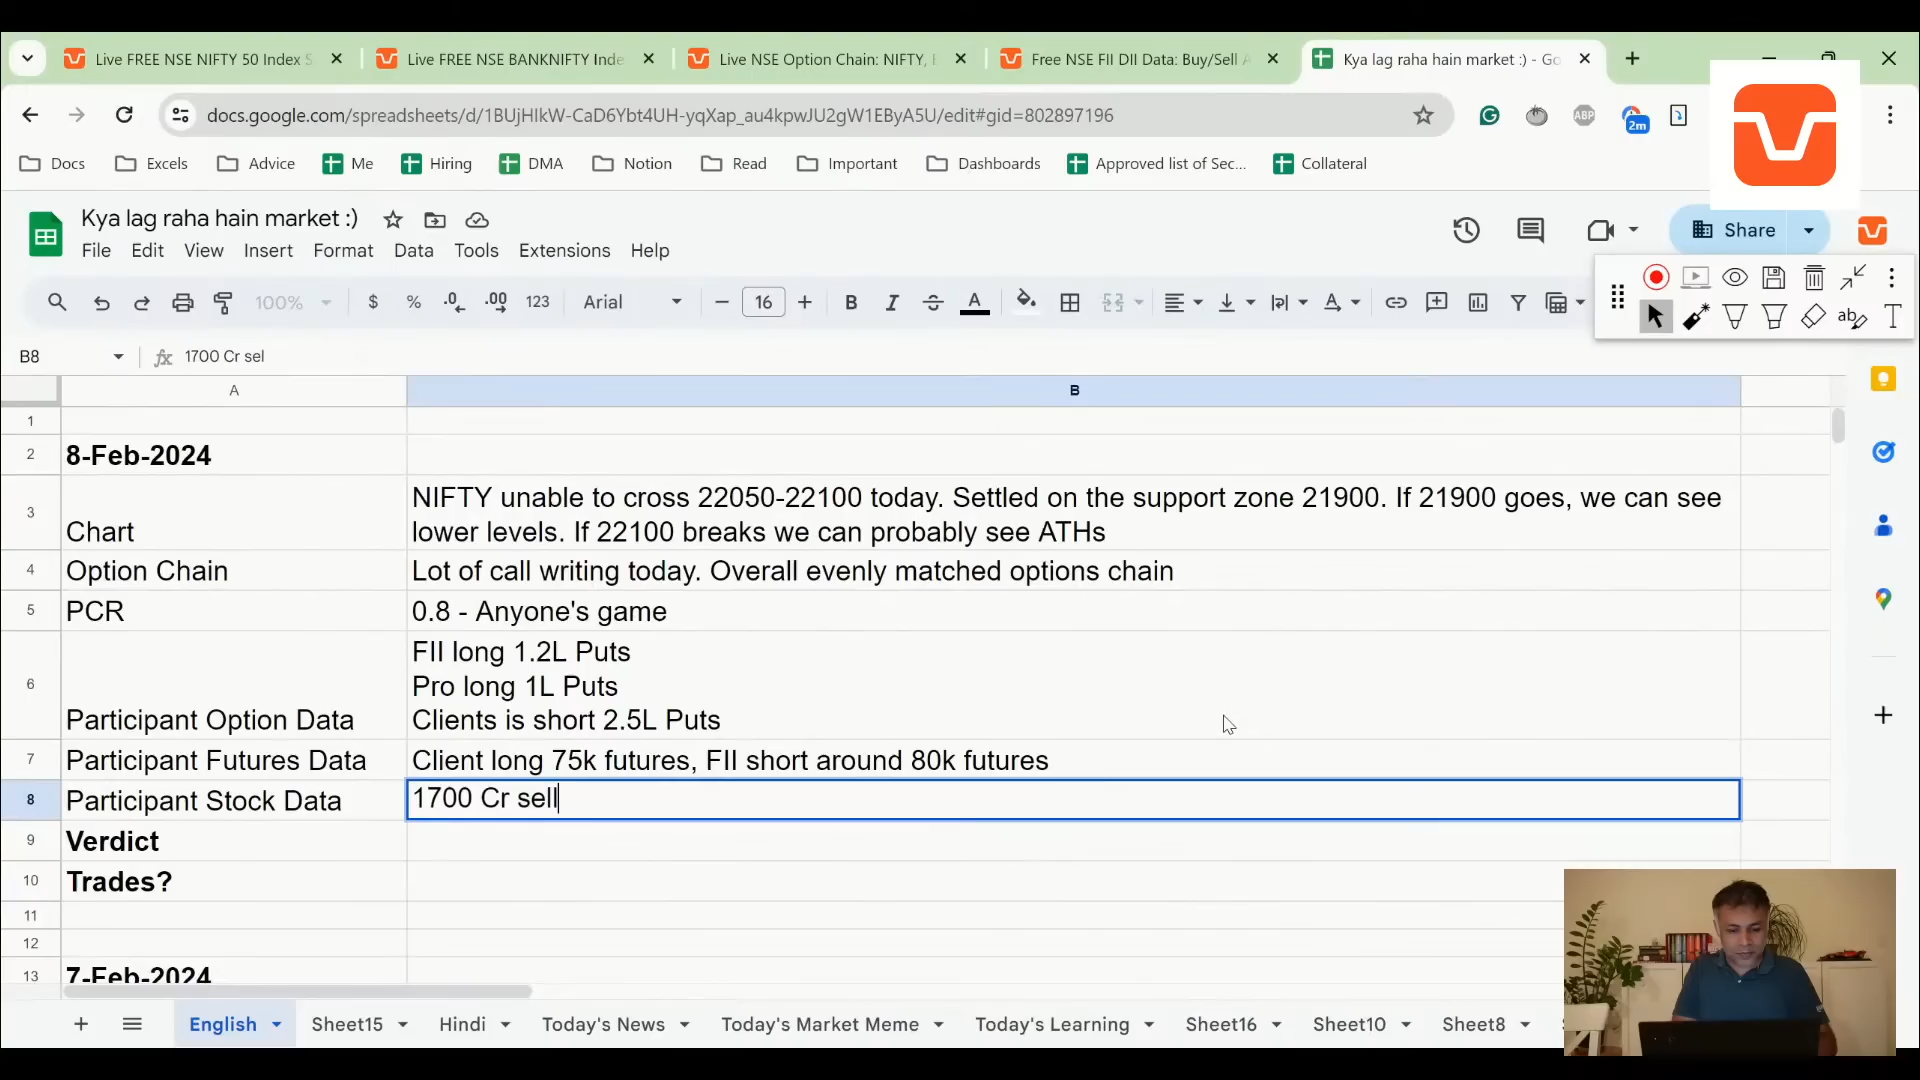 Live FREE NSE NIFTY 50 Index S
Live FREE NSE BANKNIFTY Inde
Live NSE Option Chain: NIFTY, B
Free NSE FII DII Data: Buy/Sell A
Kya lag raha hain market :) - Go
docs.google.com/spreadsheets/d/1BUjHIkW-CaD6Ybt4UH-yqXap_au4kpwJU2gW1EByA5U/edit#gid=802897196
ABP
2m
Docs
Excels
Advice
Me
Hiring
DMA
Notion
Read
Important
Dashboards
Approved list of Sec...
Collateral
Kya lag raha hain market :)
Share
File Edit View Insert Format Data Tools Extensions Help
100%
$ % .0 .00 123 Arial 16 B I S A
B8
fx 1700 Cr sel
A B
1
2 8-Feb-2024
3 Chart
NIFTY unable to cross 22050-22100 today. Settled on the support zone 21900. If 21900 goes, we can see
lower levels. If 22100 breaks we can probably see ATHs
4 Option Chain Lot of call writing today. Overall evenly matched options chain
5 PCR 0.8 - Anyone's game
6 Participant Option Data
FII long 1.2L Puts
Pro long 1L Puts
Clients is short 2.5L Puts
7 Participant Futures Data Client long 75k futures, FII short around 80k futures
8 Participant Stock Data 1700 Cr sell
9 Verdict
10 Trades?
11
12
13 7-Feb-2024
English Sheet15 Hindi Today's News Today's Market Meme Today's Learning Sheet16 Sheet10 Sheet8